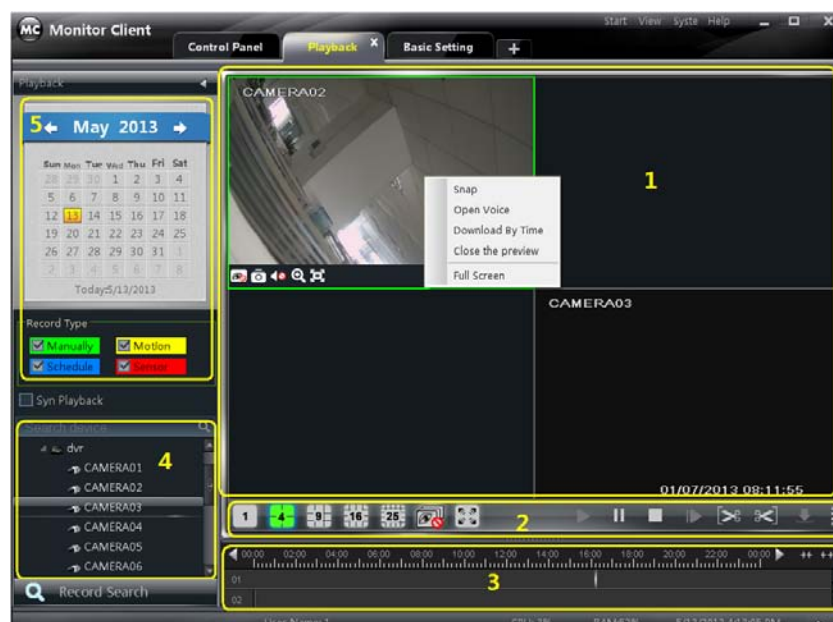 MC Monitor Client
Start View Syste Help
Control Panel Playback X Basic Setting +
Playback
5 May 2013
Sun Mon Tue Wed Thu Fri Sat
28 29 30 1 2 3 4
5 6 7 8 9 10 11
12 13 14 15 16 17 18
19 20 21 22 23 24 25
26 27 28 29 30 31 1
2 3 4 5 6 7 8
Today:5/13/2013
Record Type
Manually Motion
Schedule Sensor
Syn Playback
Search device
dvr
CAMERA01
CAMERA02
CAMERA03
CAMERA04
CAMERA05
CAMERA06
4
Record Search
CAMERA02
Snap
Open Voice
Download By Time
Close the preview
Full Screen
1
CAMERA03
01/07/2013 08:11:55
1 4 9 16 25 2
00:00 02:00 04:00 06:00 08:00 10:00 12:00 14:00 16:00 18:00 20:00 22:00 00:00
01
3
02